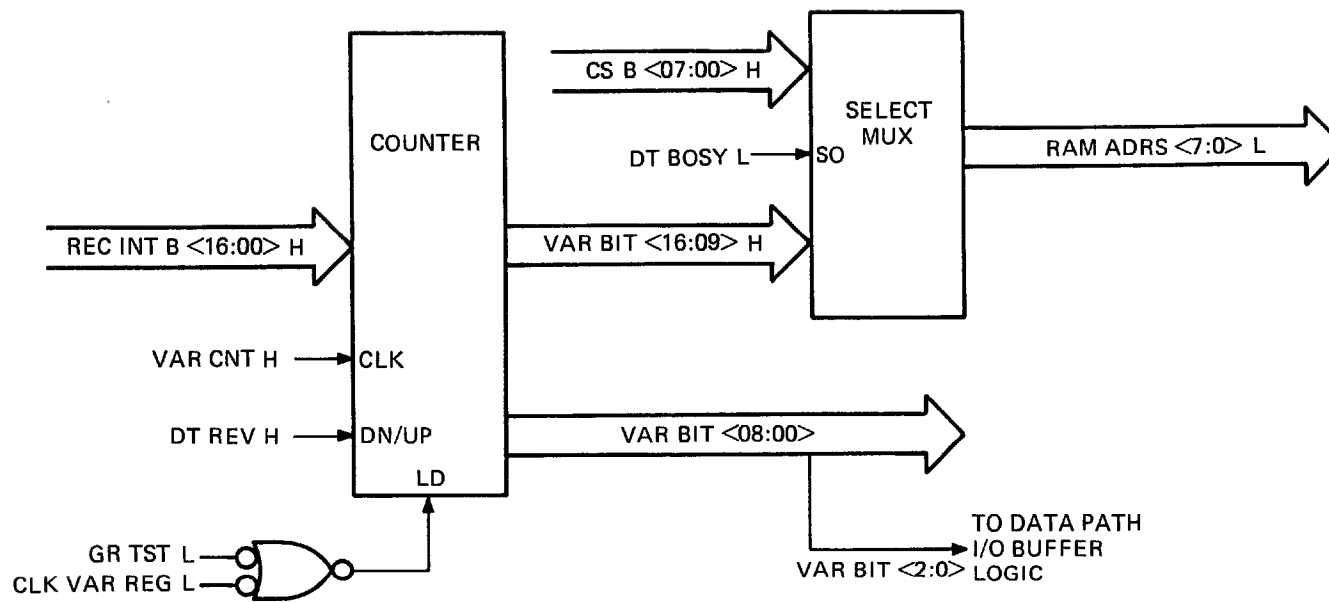 CS B <07:00> H
SELECT
MUX
COUNTER
DT BOSY L
SO
RAM ADRS <7:0> L
REC INT B <16:00> H
VAR BIT <16:09> H
VAR CNT H
CLK
DT REV H
DN/UP
VAR BIT <08:00>
LD
GR TST L
CLK VAR REG L
TO DATA PATH
I/O BUFFER
LOGIC
VAR BIT <2:0>